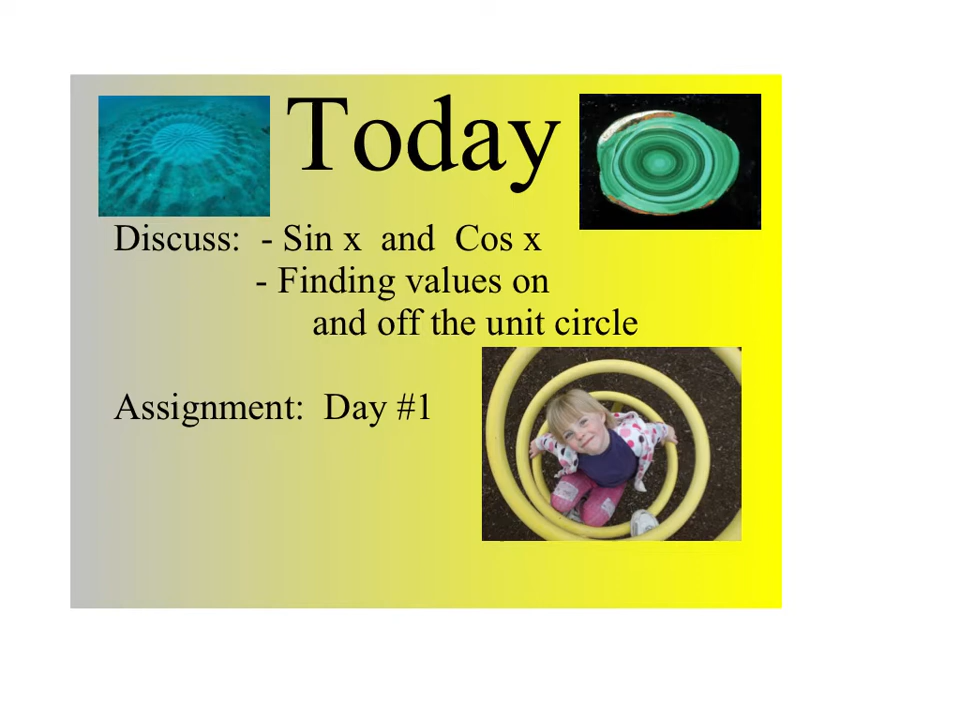 Today
Discuss: - Sin x and Cos x
- Finding values on
and off the unit circle
Assignment: Day #1